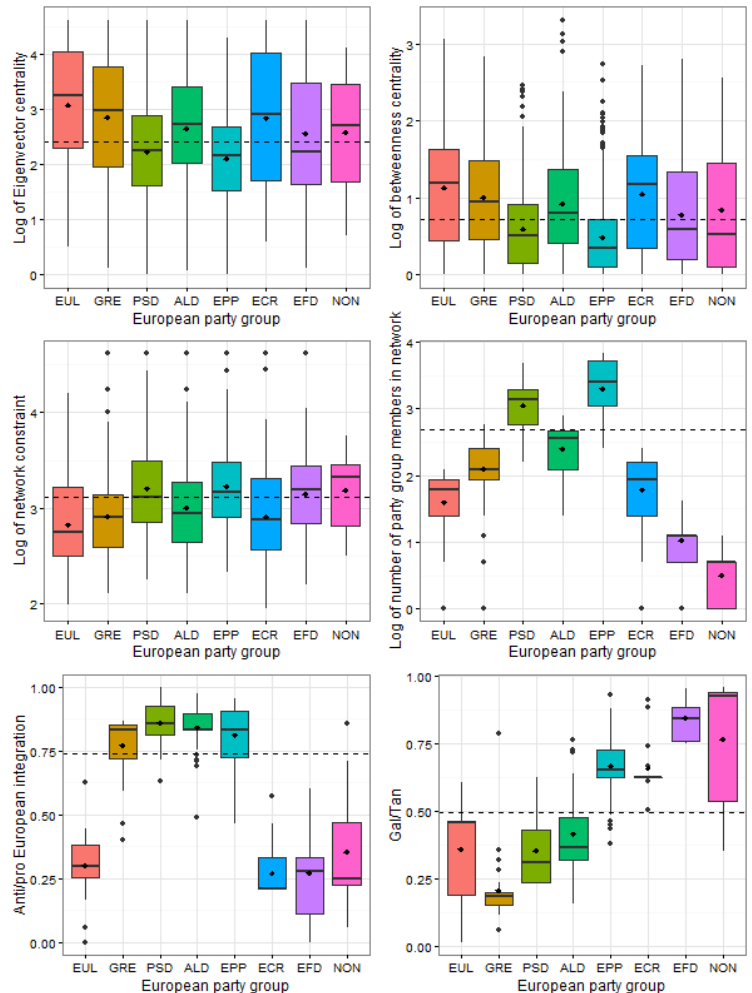 Log of Eigenvector centrality
4
3
2
1
0
EUL GRE PSD ALD EPP ECR EFD NON
European party group
Log of betweenness centrality
3
2
1
0
EUL GRE PSD ALD EPP ECR EFD NON
European party group
Log of network constraint
4
3
2
EUL GRE PSD ALD EPP ECR EFD NON
European party group
Log of number of party group members in network
4
3
2
1
0
EUL GRE PSD ALD EPP ECR EFD NON
European party group
Anti/pro European integration
1.00
0.75
0.50
0.25
0.00
EUL GRE PSD ALD EPP ECR EFD NON
European party group
Gal/Tan
1.00
0.75
0.50
0.25
0.00
EUL GRE PSD ALD EPP ECR EFD NON
European party group